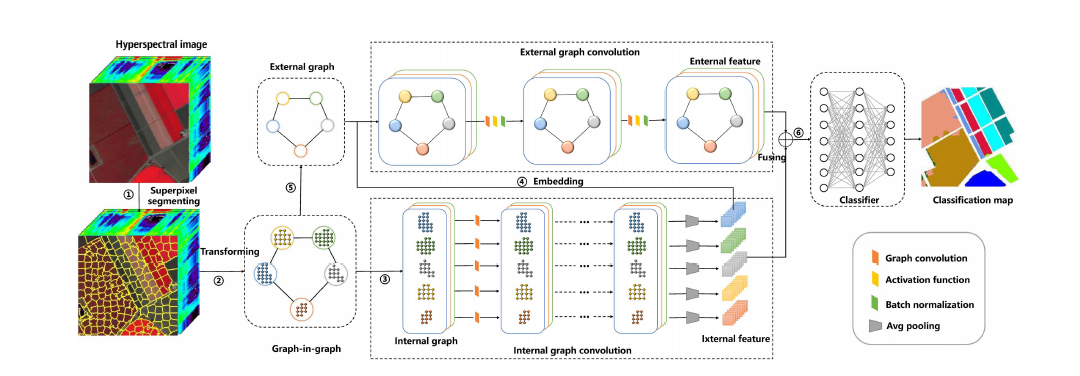 Hyperspectral image
External graph
External graph convolution
Enternal feature
①
Superpixel
segmenting
⑤
④ Embedding
Fusing
⑥
Classifier
Classification map
Transforming
②
③
Graph-in-graph
Internal graph
Internal graph convolution
Ixternal feature
Graph convolution
Activation function
Batch normalization
Avg pooling